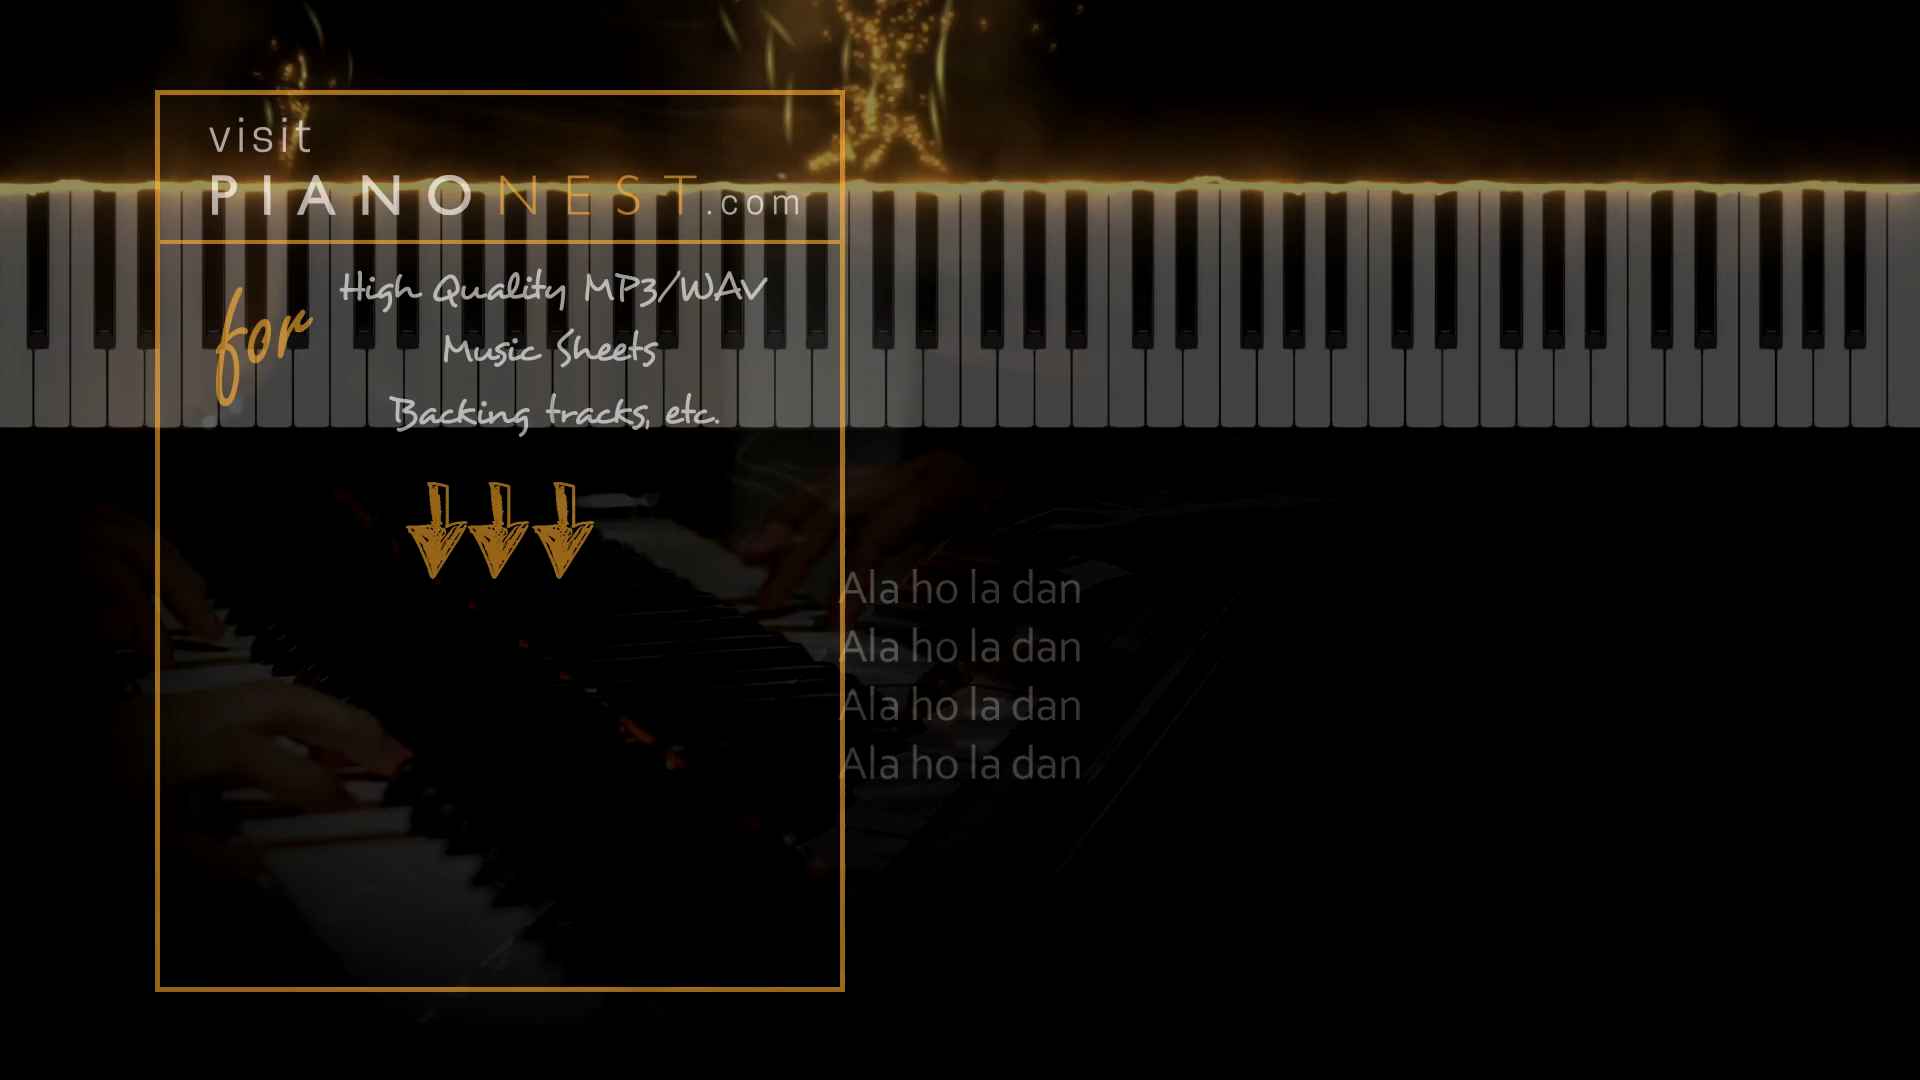 visit
PIANONEST.com
for
High Quality MP3/WAV
Music Sheets
Backing tracks, etc.
Ala ho la dan
Ala ho la dan
Ala ho la dan
Ala ho la dan